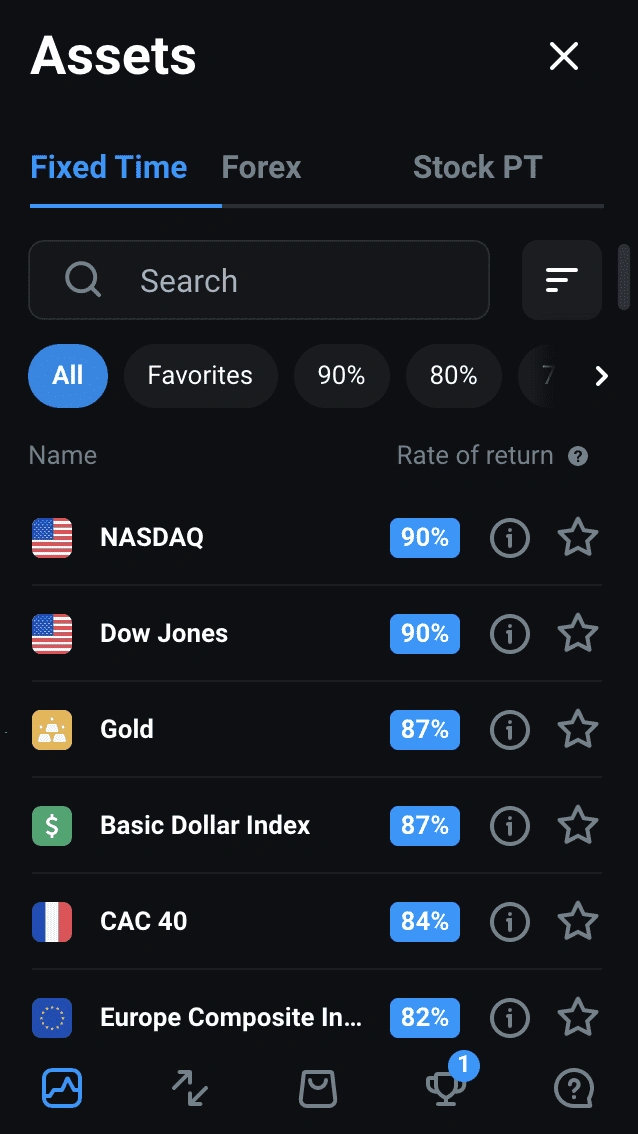 Assets
Fixed Time Forex Stock PT
Search
All Favorites 90% 80% 7
Name Rate of return ?
NASDAQ 90%
Dow Jones 90%
Gold 87%
$ Basic Dollar Index 87%
CAC 40 84%
Europe Composite In... 82%
1